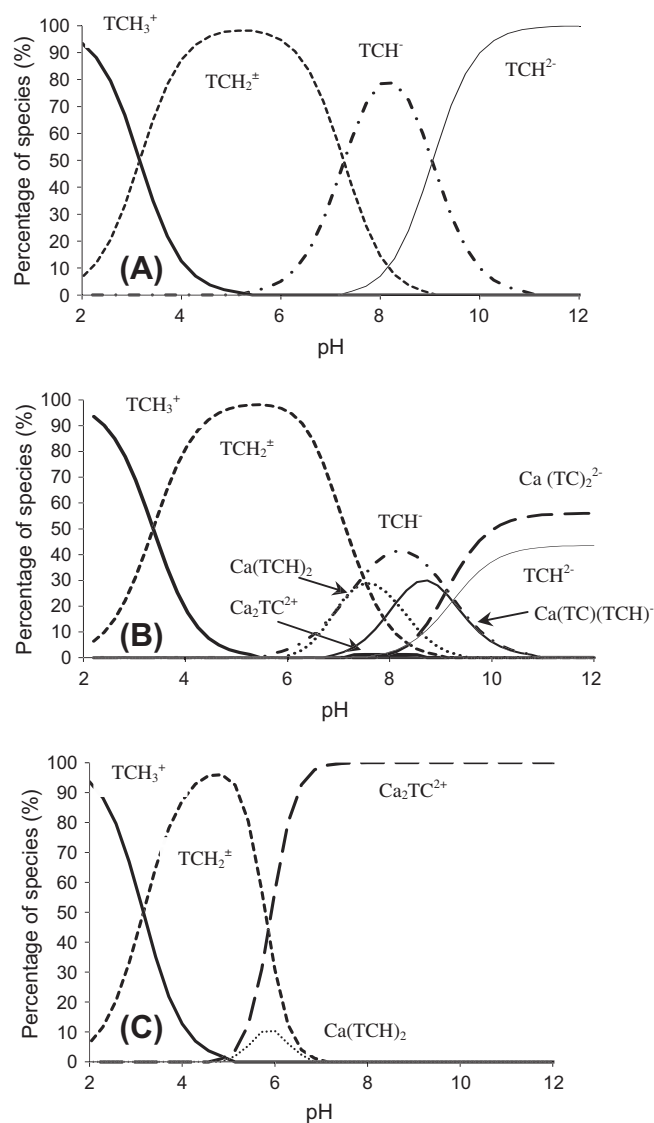 TCH₃⁺
TCH₂±
TCH⁻
TCH²⁻
Percentage of species (%)
100
90
80
70
60
50
40
30
20
10
0
(A)
2 4 6 8 10 12
pH
TCH₃⁺
TCH₂±
TCH⁻
Ca (TC)₂²⁻
Ca(TCH)₂
TCH²⁻
Ca₂TC²⁺
Ca(TC)(TCH)⁻
Percentage of species (%)
100
90
80
70
60
50
40
30
20
10
0
(B)
2 4 6 8 10 12
pH
TCH₃⁺
Ca₂TC²⁺
TCH₂±
Ca(TCH)₂
Percentage of species (%)
100
90
80
70
60
50
40
30
20
10
0
(C)
2 4 6 8 10 12
pH